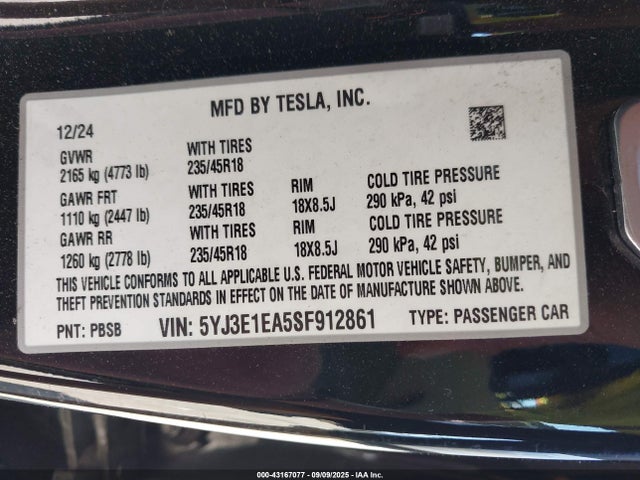 MFD BY TESLA, INC.
12/24
GVWR WITH TIRES
2165 kg (4773 lb) 235/45R18
GAWR FRT WITH TIRES RIM COLD TIRE PRESSURE
1110 kg (2447 lb) 235/45R18 18X8.5J 290 kPa, 42 psi
GAWR RR WITH TIRES RIM COLD TIRE PRESSURE
1260 kg (2778 lb) 235/45R18 18X8.5J 290 kPa, 42 psi
THIS VEHICLE CONFORMS TO ALL APPLICABLE U.S. FEDERAL MOTOR VEHICLE SAFETY, BUMPER, AND
THEFT PREVENTION STANDARDS IN EFFECT ON THE DATE OF MANUFACTURE SHOWN ABOVE.
PNT: PBSB VIN: 5YJ3E1EA5SF912861 TYPE: PASSENGER CAR
000-43167077 - 09/09/2025 - IAA Inc.